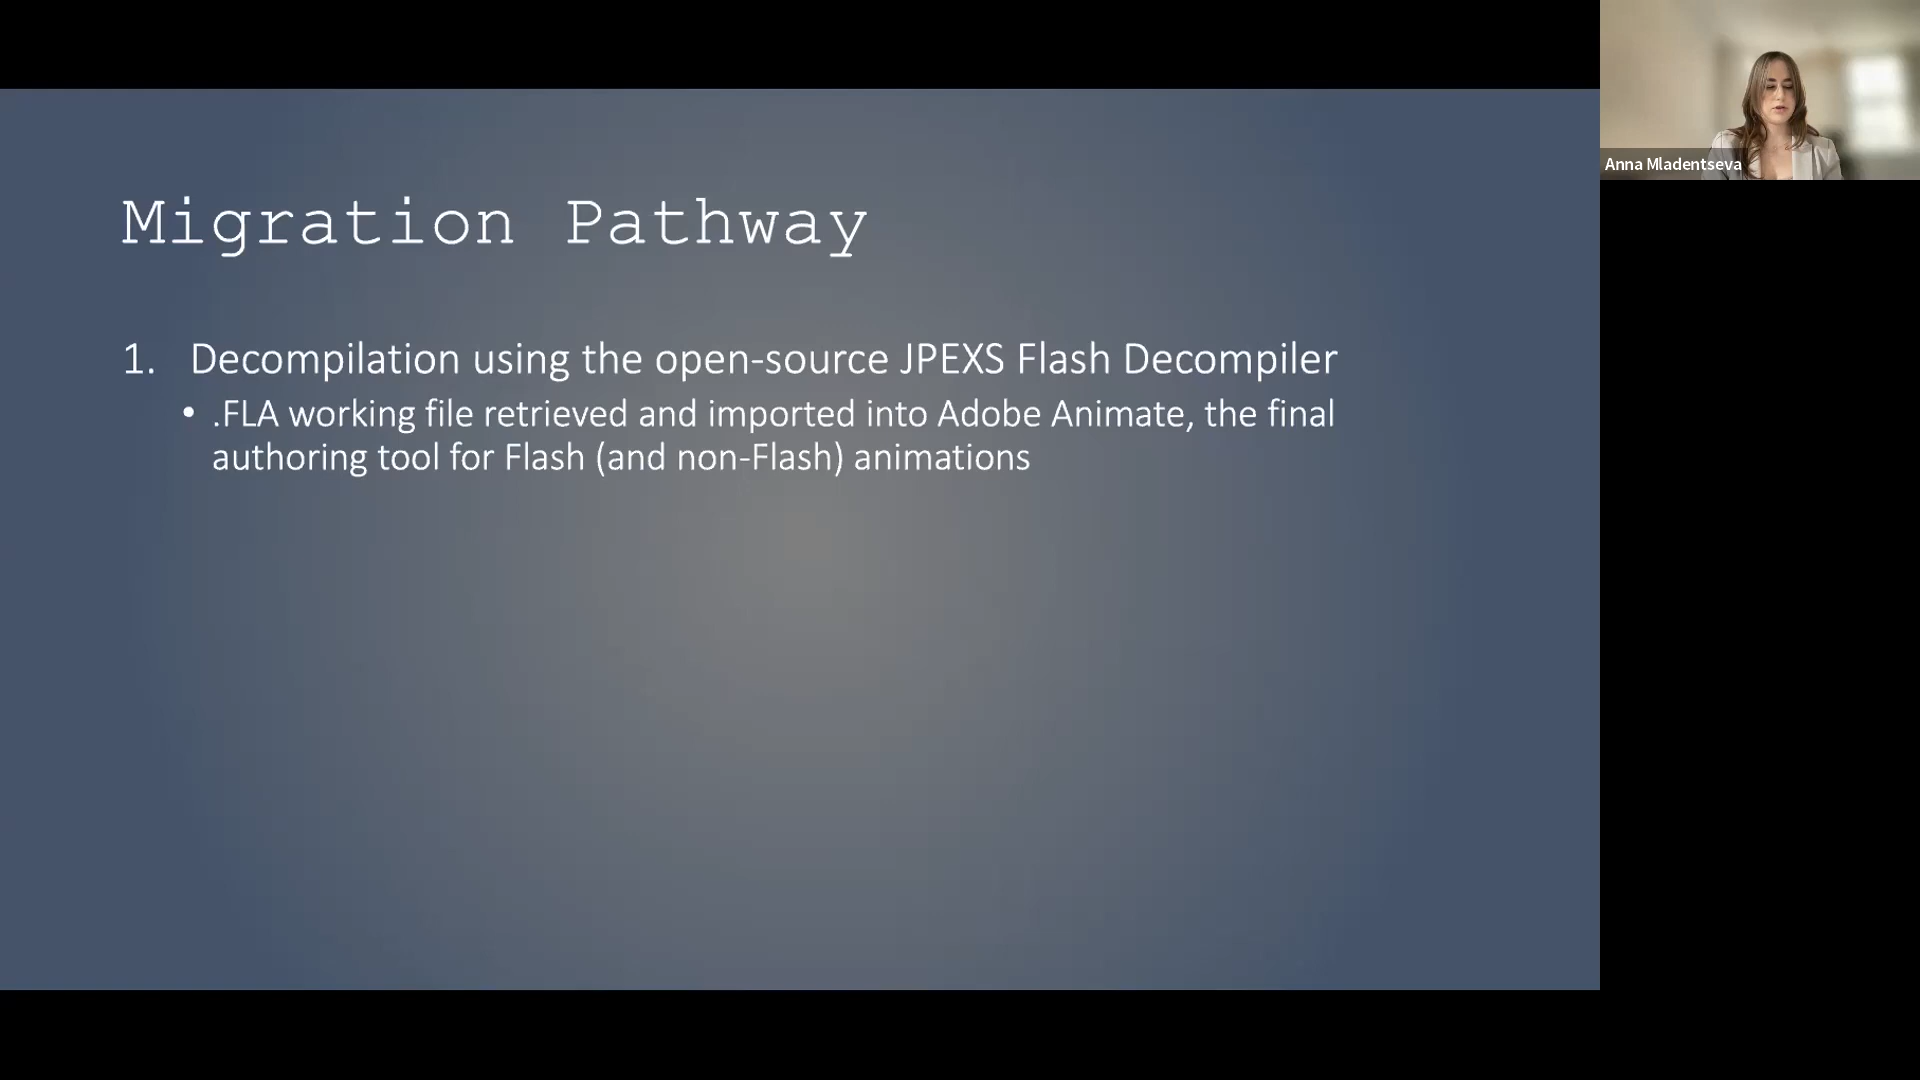 Migration Pathway
1. Decompilation using the open-source JPEXS Flash Decompiler
• .FLA working file retrieved and imported into Adobe Animate, the final
authoring tool for Flash (and non-Flash) animations
Anna Mladentseva